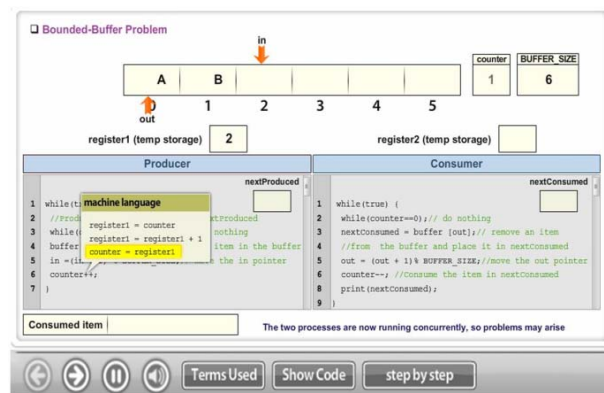 Bounded-Buffer Problem
in
counter
BUFFER_SIZE
A B
1
6
0 1 2 3 4 5
out
register1 (temp storage) 2
register2 (temp storage)
Producer
nextProduced
1 while(t
machine language
2 //Prod
register1 = counter
register1 = register1 + 1
counter = register1
3 while(
nothing
4 buffer
item in the buffer
5 in =(in
the in pointer
6 counter++;
7 }
Consumer
nextConsumed
1 while(true) {
2 while(counter==0);// do nothing
3 nextConsumed = buffer [out];// remove an item
4 //from the buffer and place it in nextConsumed
5 out = (out + 1)% BUFFER_SIZE;//move the out pointer
6 counter--; //Consume the item in nextConsumed
8 print(nextConsumed);
9 }
Consumed item
The two processes are now running concurrently, so problems may arise
Terms Used
Show Code
step by step